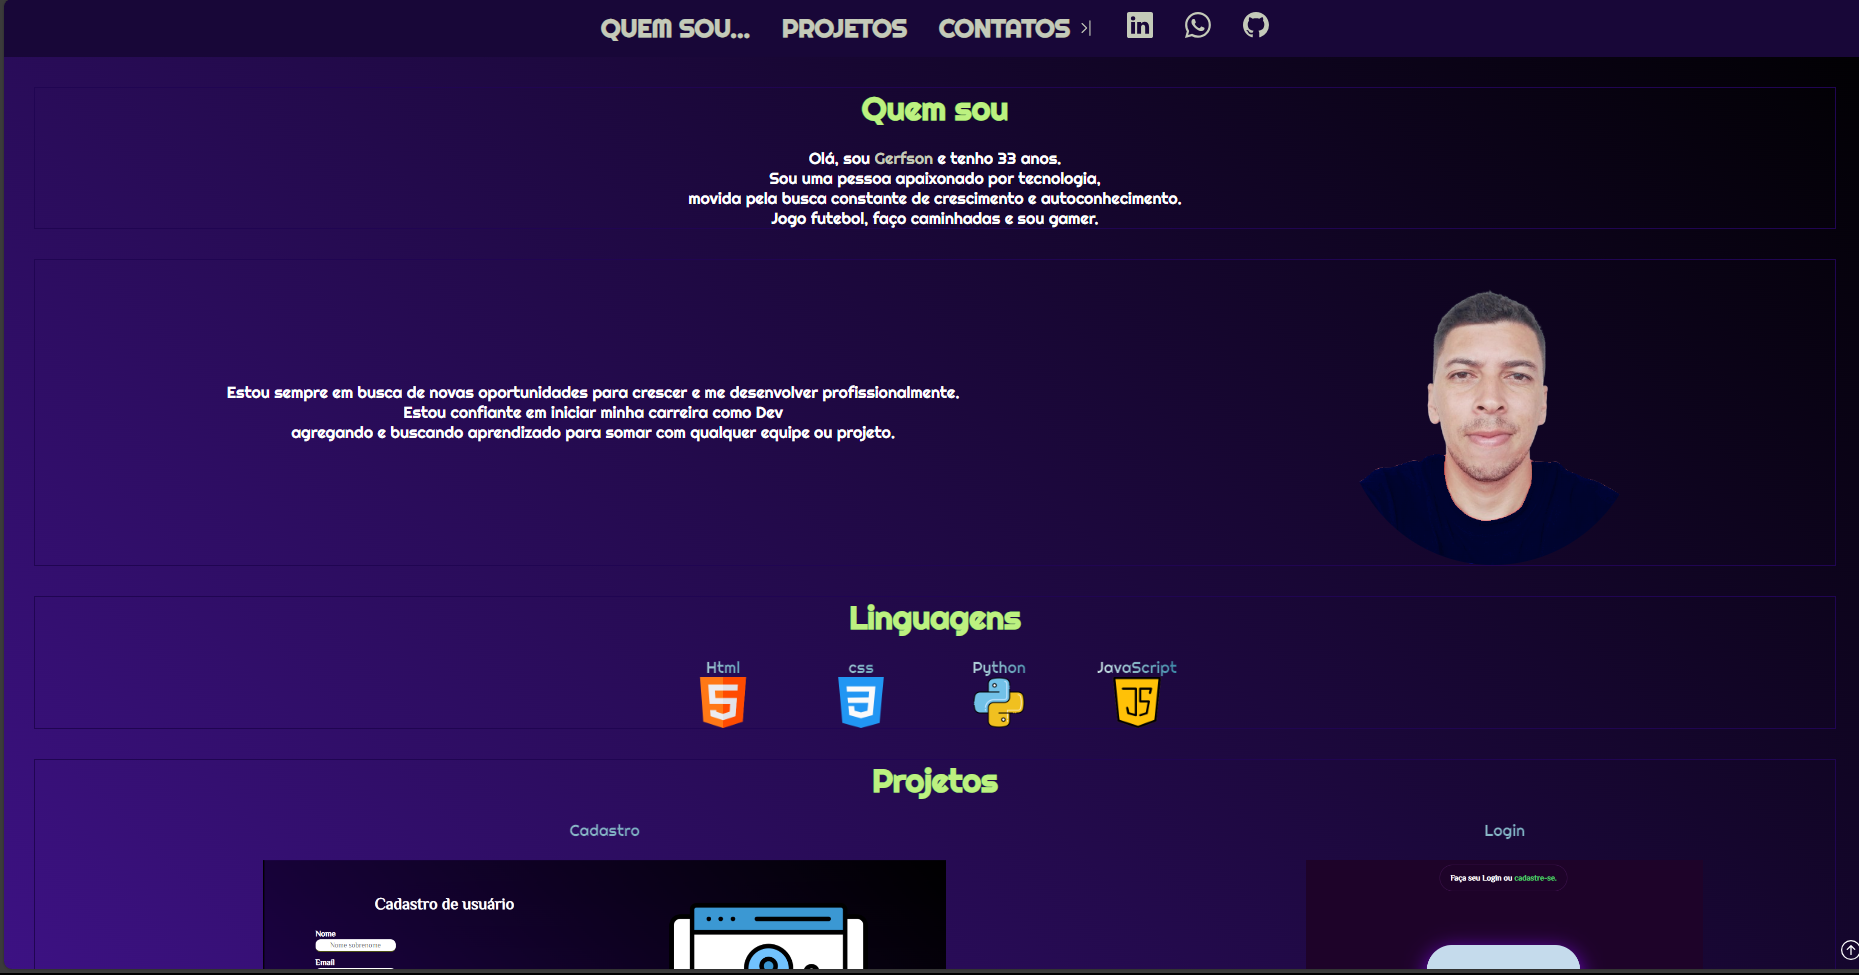 QUEM SOU...
PROJETOS
CONTATOS >|
Quem sou
Olá, sou Gerfson e tenho 33 anos.
Sou uma pessoa apaixonado por tecnologia,
movida pela busca constante de crescimento e autoconhecimento.
Jogo futebol, faço caminhadas e sou gamer.
Estou sempre em busca de novas oportunidades para crescer e me desenvolver profissionalmente.
Estou confiante em iniciar minha carreira como Dev
agregando e buscando aprendizado para somar com qualquer equipe ou projeto.
Linguagens
Html
css
Python
JavaScript
JS
Projetos
Cadastro
Login
Cadastro de usuário
Nome
Nome sobrenome
Email
Faça seu Login ou cadastre-se.